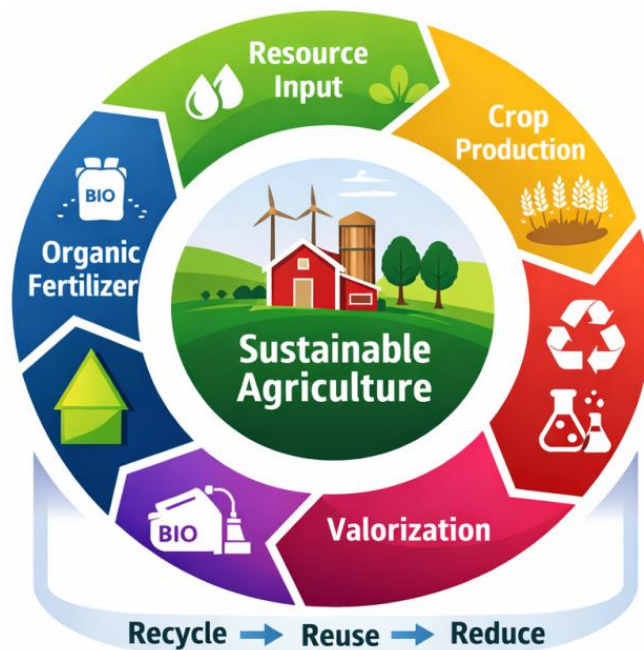 Resource
Input
Crop
Production
BIO
Organic
Fertilizer
Sustainable
Agriculture
BIO
Valorization
Recycle → Reuse → Reduce